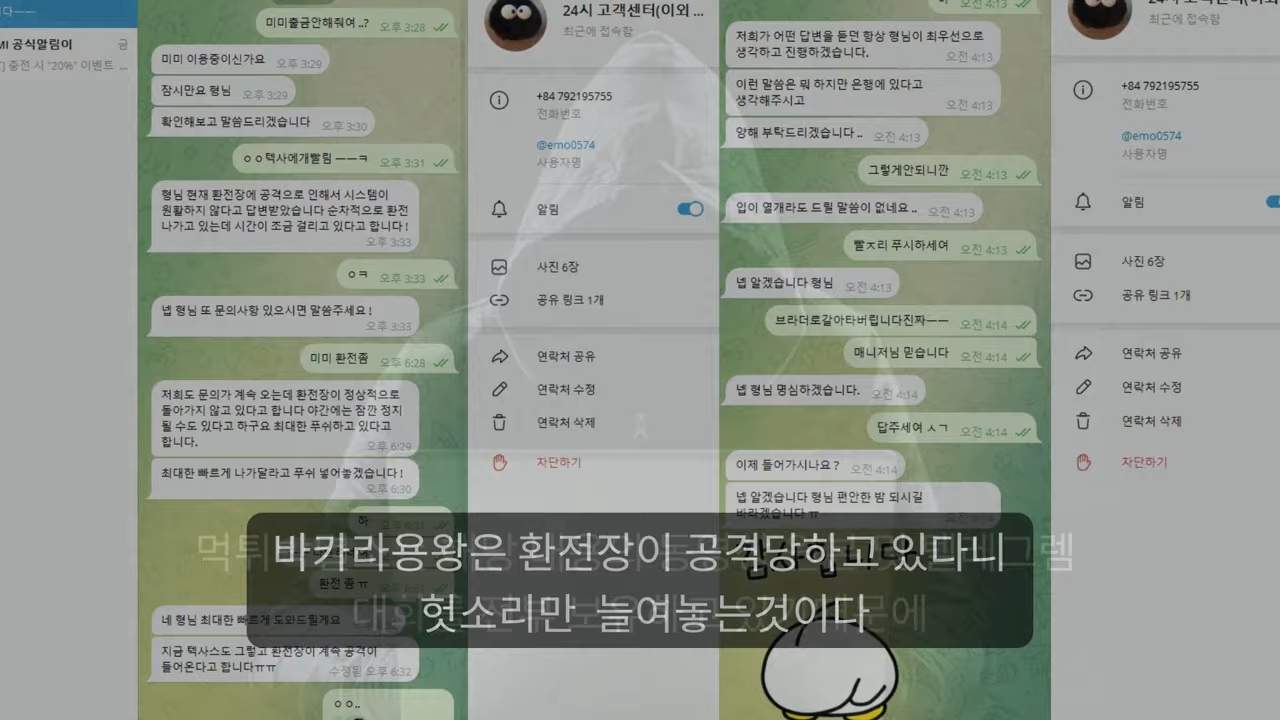 다ㅡㅡ
MI 공식알림이
금
] 충전 시 "20%" 이벤트 ...
미미출금안해줘여..?
오후 3:28
미미 이용중이신가요
오후 3:29
잠시만요 형님
오후 3:29
확인해보고 말씀드리겠습니다
오후 3:30
ㅇㅇ텍사에개빨림 ㅡㅡㅋ
오후 3:31
형님 현재 환전장에 공격으로 인해서 시스템이
원활하지 않다고 답변받았습니다 순차적으로 환전
나가고 있는데 시간이 조금 걸리고 있다고 합니다!
오후 3:33
ㅇㅋ
오후 3:33
넵 형님 또 문의사항 있으시면 말씀주세요!
오후 3:33
미미 환전좀
오후 6:28
저희도 문의가 계속 오는데 환전장이 정상적으로
돌아가지 않고 있다고 합니다 야간에는 잠깐 정지
될 수도 있다고 하구요 최대한 푸쉬하고 있다고
합니다.
오후 6:29
최대한 빠르게 나가달라고 푸쉬 넣어놓겠습니다!
오후 6:30
하
오후 6:31
환전 좀 ㅠ
네 형님 최대한 빠르게 도와드릴게요
지금 텍사스도 그렇고 환전장이 계속 공격이
들어온다고 합니다ㅠㅠ
수정됨 오후 6:32
ㅇㅇ..
24시 고객센터(이외 ...
최근에 접속함
+84 792195755
전화번호
@emo0574
사용자명
알림
사진 6장
공유 링크 1개
연락처 공유
연락처 수정
연락처 삭제
차단하기
오전 4:13
저희가 어떤 답변을 듣던 항상 형님이 최우선으로
생각하고 진행하겠습니다.
오전 4:13
이런 말씀은 뭐 하지만 은행에 있다고
생각해주시고
오전 4:13
양해 부탁드리겠습니다..
오전 4:13
그렇게안되니깐
오전 4:13
입이 열개라도 드릴 말씀이 없네요..
오전 4:13
빨ㅈ리 푸시하세여
오전 4:13
넵 알겠습니다 형님
오전 4:13
브라더로갈아타버립니다진짜ㅡㅡ
오전 4:14
매니저님 믿습니다
오전 4:14
넵 형님 명심하겠습니다.
오전 4:14
답주세여 ㅅㄱ
오전 4:14
이제 들어가시나요?
오전 4:14
넵 알겠습니다 형님 편안한 밤 되시길
바라겠습니다 ㅠ
최근에 접속함
+84 792195755
전화번호
@emo0574
사용자명
알림
사진 6장
공유 링크 1개
연락처 공유
연락처 수정
연락처 삭제
차단하기
바카라용왕은 환전장이 공격당하고 있다니
헛소리만 늘여놓는것이다